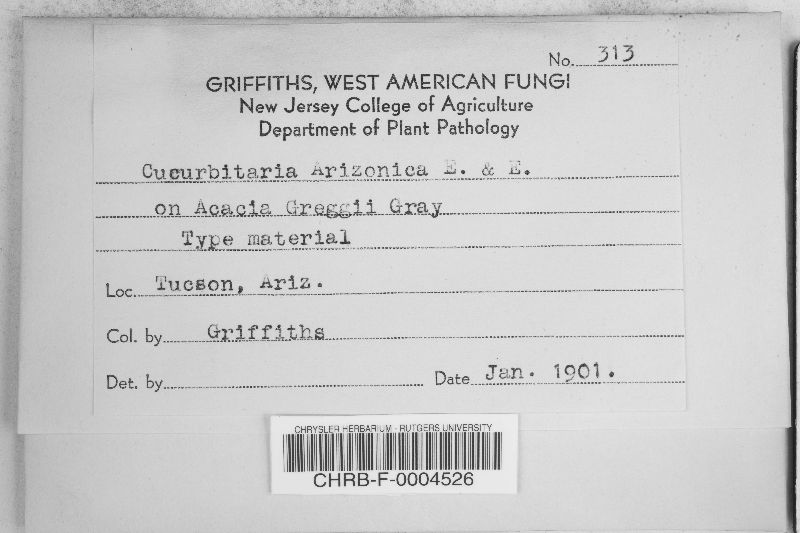 No. 313
GRIFFITHS, WEST AMERICAN FUNGI
New Jersey College of Agriculture
Department of Plant Pathology
Cucurbitaria Arizonica E. & E.
on Acacia Greggii Gray
Type material
Loc. Tucson, Ariz.
Col. by Griffiths
Det. by
Date Jan. 1901.
CHRYSLER HERBARIUM - RUTGERS UNIVERSITY
CHRB-F-0004526